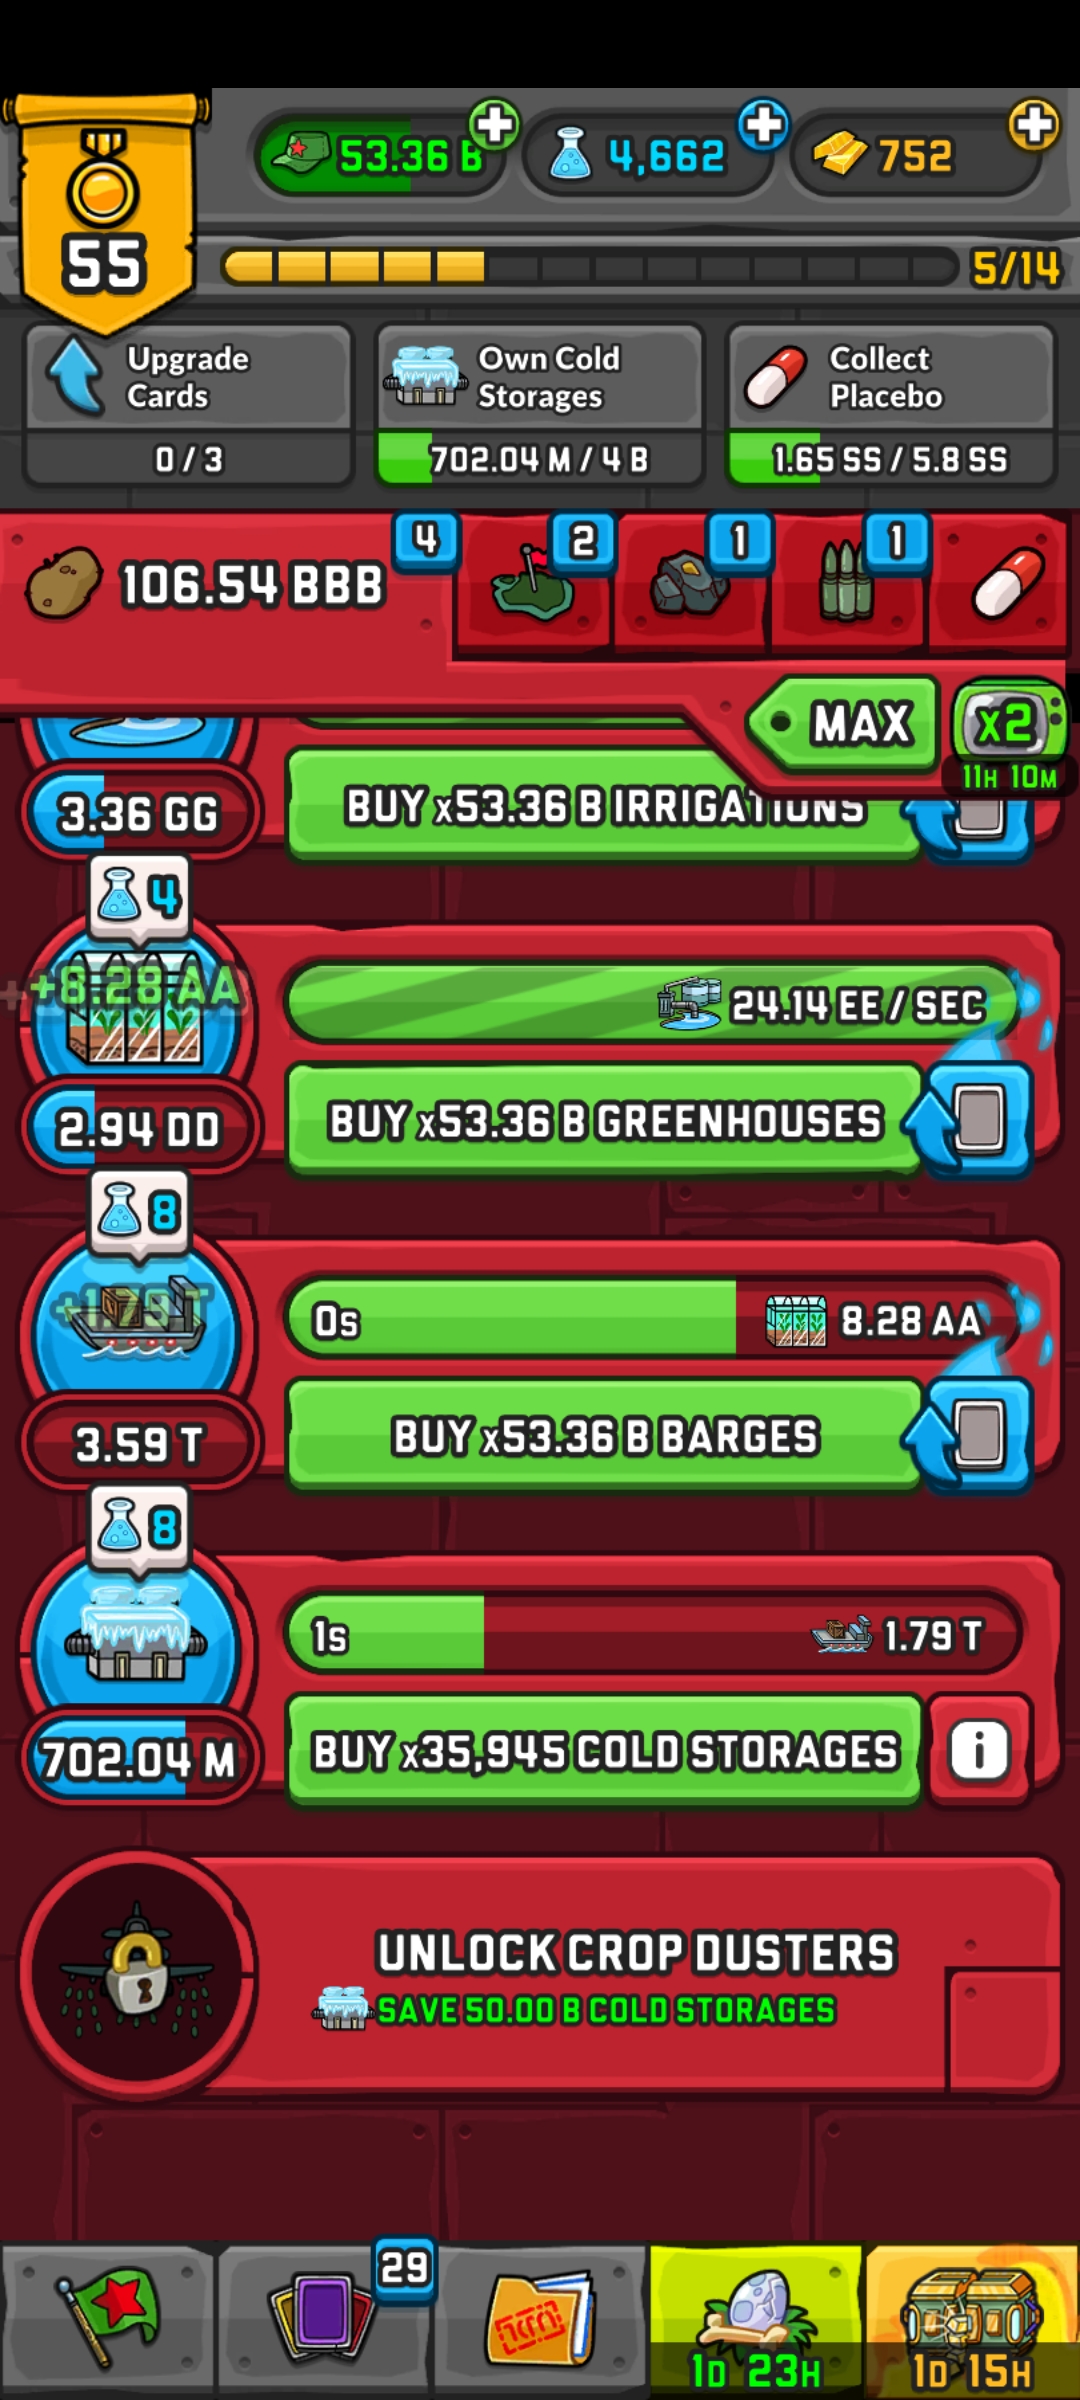 55
53.36 B
4,662
752
5/14
Upgrade
Cards
0 / 3
Own Cold
Storages
702.04 M / 4 B
Collect
Placebo
1.65 SS / 5.8 SS
106.54 BBB
4
2
1
1
MAX
x2
11H 10M
3.36 GG
BUY x53.36 B IRRIGATIONS
4
+8.28 AA
24.14 EE / SEC
2.94 DD
BUY x53.36 B GREENHOUSES
8
+1.79 T
0s
8.28 AA
3.59 T
BUY x53.36 B BARGES
8
1s
1.79 T
702.04 M
BUY x35,945 COLD STORAGES
i
UNLOCK CROP DUSTERS
SAVE 50.00 B COLD STORAGES
29
1D 23H
1D 15H